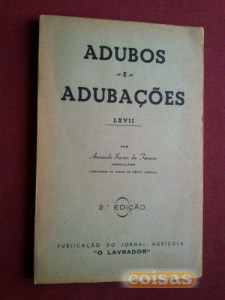 ADUBOS
E
ADUBAÇÕES
LXVII
POR
Armando Xavier da Fonseca
2.ª EDIÇÃO
PUBLICAÇÃO DO JORNAL AGRÍCOLA
"O LAVRADOR"
coisas